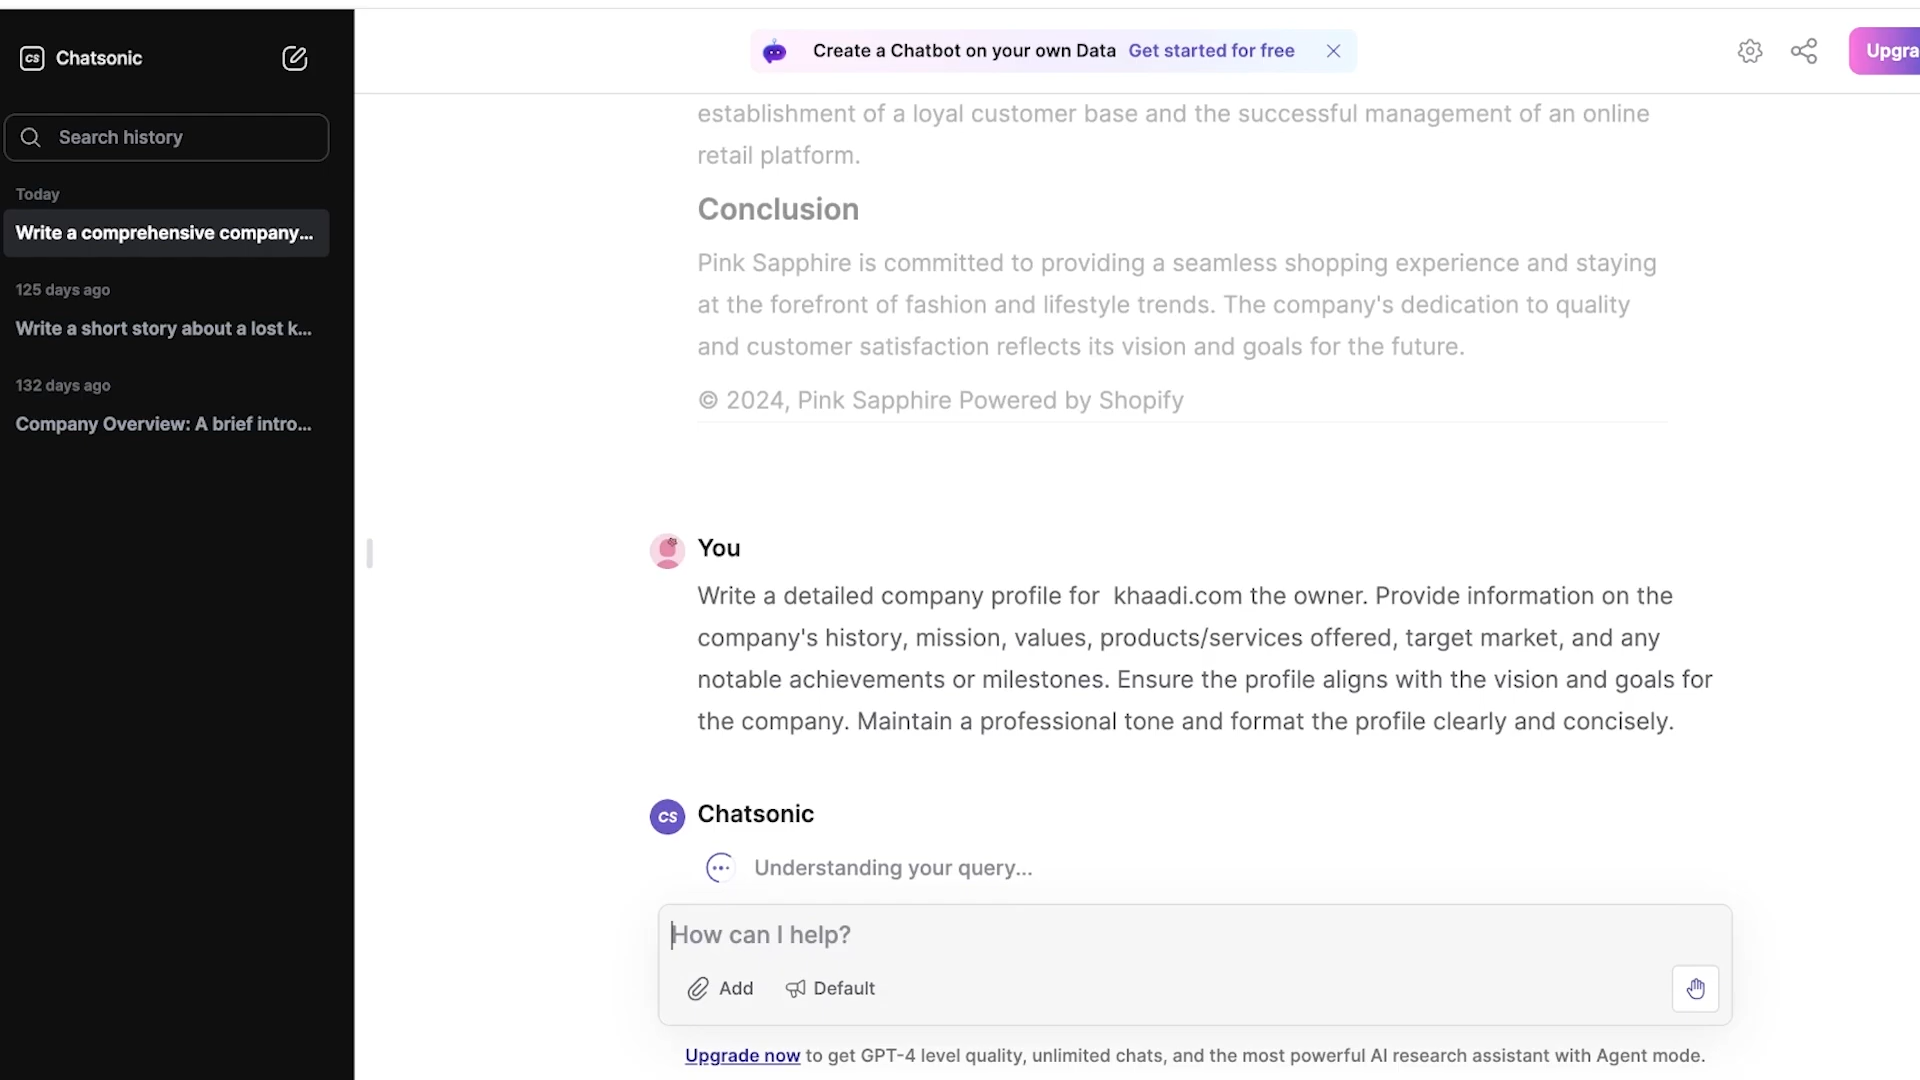 CS Chatsonic
Search history
Today
Write a comprehensive company...
125 days ago
Write a short story about a lost k...
132 days ago
Company Overview: A brief intro...
Create a Chatbot on your own Data Get started for free
Upgra
establishment of a loyal customer base and the successful management of an online
retail platform.
Conclusion
Pink Sapphire is committed to providing a seamless shopping experience and staying
at the forefront of fashion and lifestyle trends. The company's dedication to quality
and customer satisfaction reflects its vision and goals for the future.
© 2024, Pink Sapphire Powered by Shopify
You
Write a detailed company profile for  khaadi.com the owner. Provide information on the
company's history, mission, values, products/services offered, target market, and any
notable achievements or milestones. Ensure the profile aligns with the vision and goals for
the company. Maintain a professional tone and format the profile clearly and concisely.
CS Chatsonic
Understanding your query...
How can I help?
Add Default
Upgrade now to get GPT-4 level quality, unlimited chats, and the most powerful AI research assistant with Agent mode.